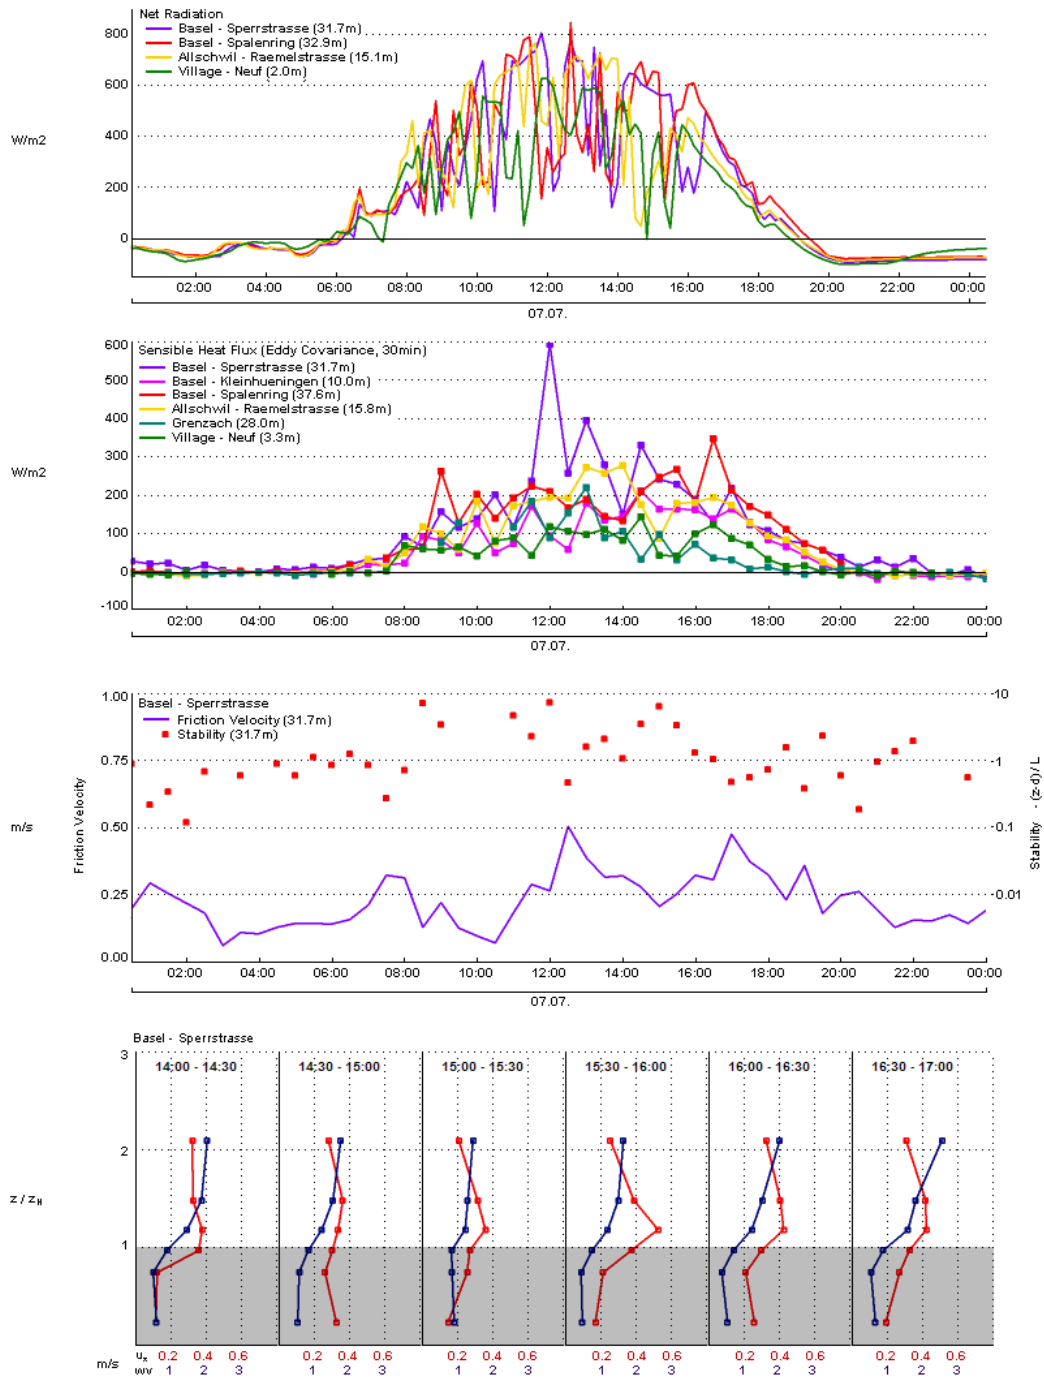 Net Radiation
Basel - Sperrstrasse (31.7m)
Basel - Spalenring (32.9m)
Allschwil - Raemelstrasse (15.1m)
Village - Neuf (2.0m)
800
600
400
200
0
W/m2
02:00 04:00 06:00 08:00 10:00 12:00 14:00 16:00 18:00 20:00 22:00 00:00
07.07.
Sensible Heat Flux (Eddy Covariance, 30min)
Basel - Sperrstrasse (31.7m)
Basel - Kleinhueningen (10.0m)
Basel - Spalenring (37.6m)
Allschwil - Raemelstrasse (15.8m)
Grenzach (28.0m)
Village - Neuf (3.3m)
600
500
400
300
200
100
0
-100
W/m2
02:00 04:00 06:00 08:00 10:00 12:00 14:00 16:00 18:00 20:00 22:00 00:00
07.07.
Basel - Sperrstrasse
Friction Velocity (31.7m)
Stability (31.7m)
1.00
0.75
0.50
0.25
0.00
m/s
Friction Velocity
-10
-1
-0.1
-0.01
Stability - (z-d) / L
02:00 04:00 06:00 08:00 10:00 12:00 14:00 16:00 18:00 20:00 22:00 00:00
07.07.
Basel - Sperrstrasse
14:00 - 14:30 14:30 - 15:00 15:00 - 15:30 15:30 - 16:00 16:00 - 16:30 16:30 - 17:00
3
2
1
z / zH
m/s
u* 0.2 0.4 0.6 0.2 0.4 0.6 0.2 0.4 0.6 0.2 0.4 0.6 0.2 0.4 0.6 0.2 0.4 0.6
wv 1 2 3 1 2 3 1 2 3 1 2 3 1 2 3 1 2 3